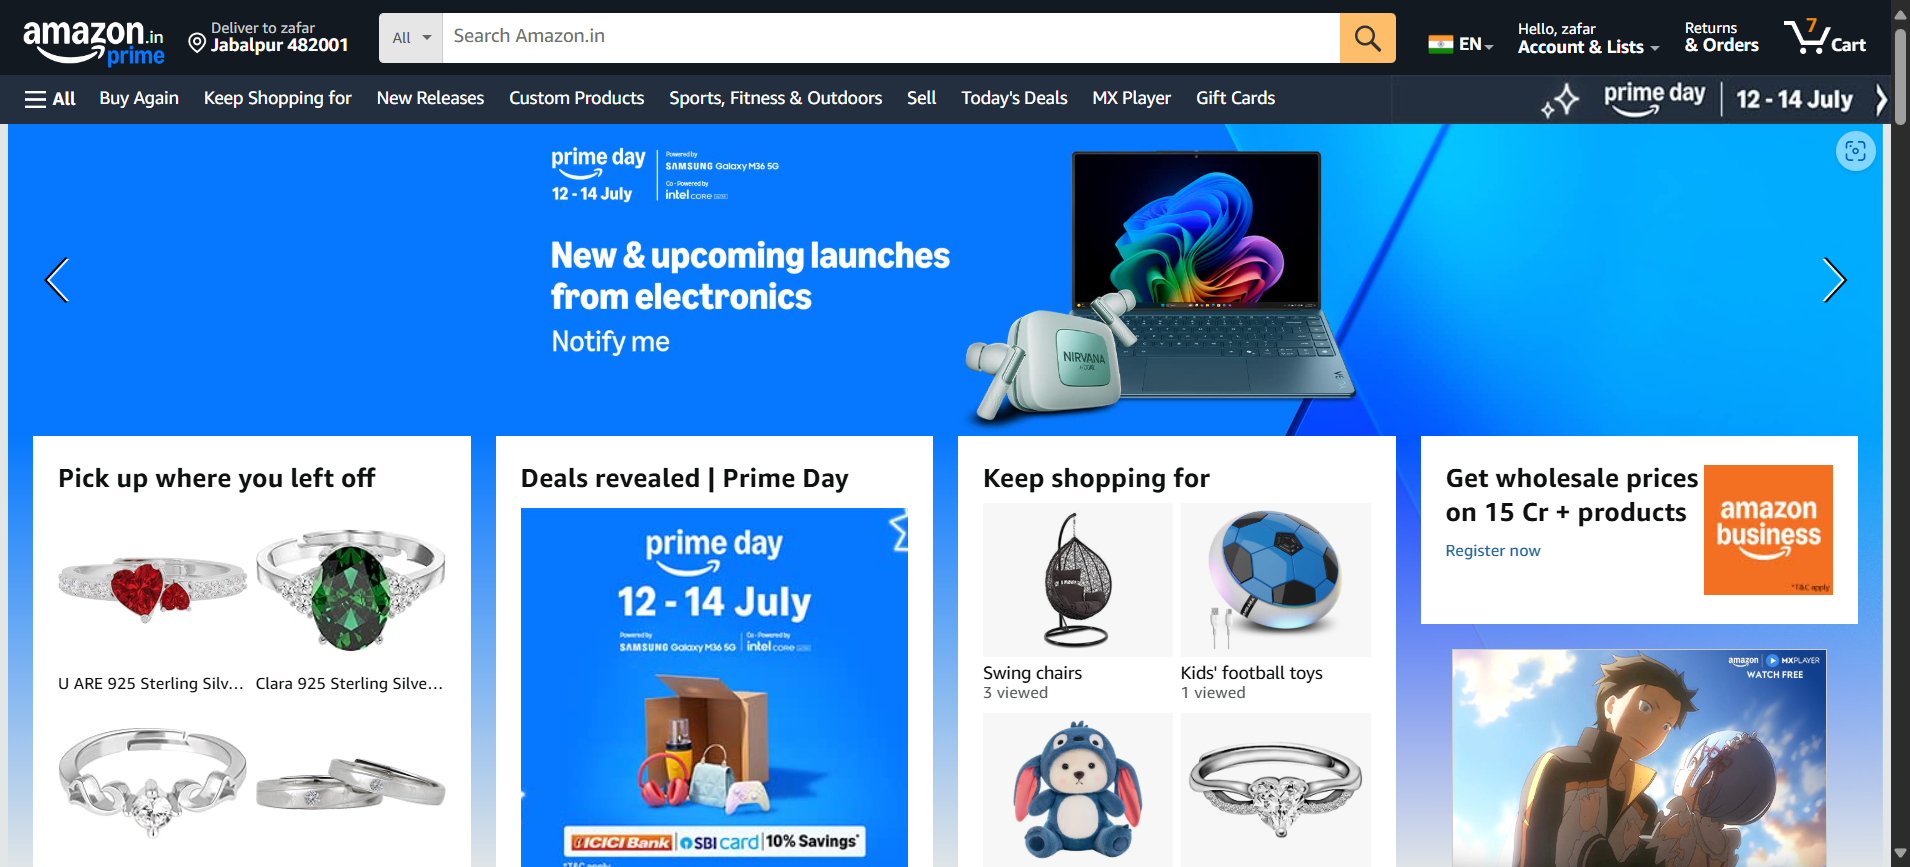 amazon.in
prime
Deliver to zafar
Jabalpur 482001
All
Search Amazon.in
EN
Hello, zafar
Account & Lists
Returns
& Orders
7
Cart
All
Buy Again
Keep Shopping for
New Releases
Custom Products
Sports, Fitness & Outdoors
Sell
Today's Deals
MX Player
Gift Cards
prime day
12 - 14 July
prime day
12 - 14 July
Powered by
SAMSUNG Galaxy M36 5G
Co - Powered by
intel CORE
New & upcoming launches
from electronics
Notify me
NIRVANA
Pick up where you left off
U ARE 925 Sterling Silv...
Clara 925 Sterling Silve...
Deals revealed | Prime Day
prime day
12 - 14 July
Powered by
SAMSUNG Galaxy M36 5G
Co - Powered by
intel CORE
ICICI Bank
SBI card
10% Savings*
*T&C apply
Keep shopping for
Swing chairs
3 viewed
Kids' football toys
1 viewed
Get wholesale prices
on 15 Cr + products
Register now
amazon
business
*T&C apply
amazon
MXPLAYER
WATCH FREE